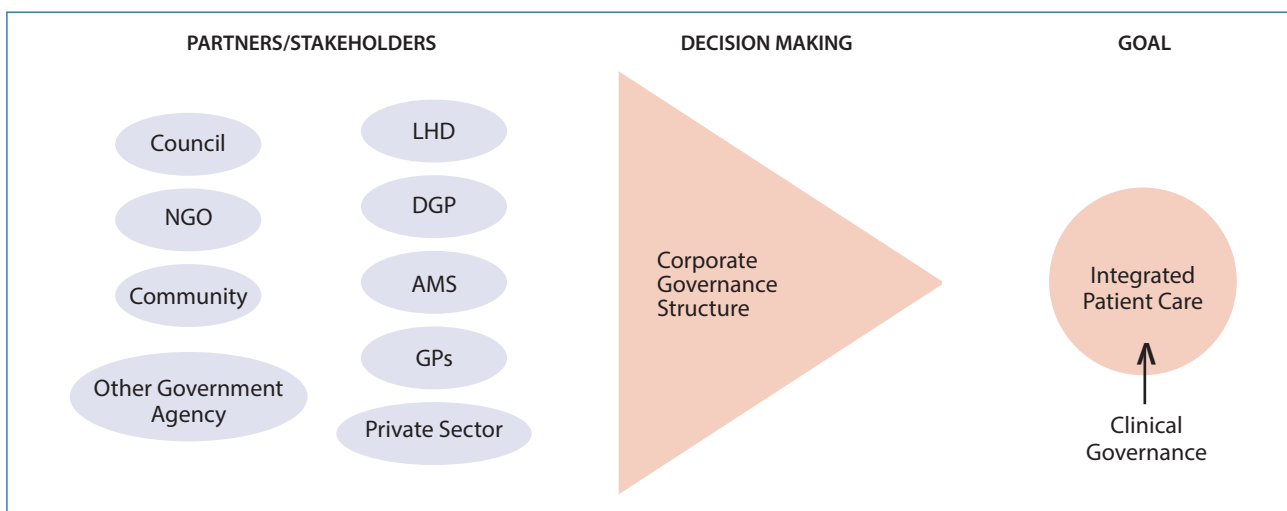 PARTNERS/STAKEHOLDERS
DECISION MAKING
GOAL
Council
NGO
Community
Other Government
Agency
LHD
DGP
AMS
GPs
Private Sector
Corporate
Governance
Structure
Integrated
Patient Care
Clinical
Governance